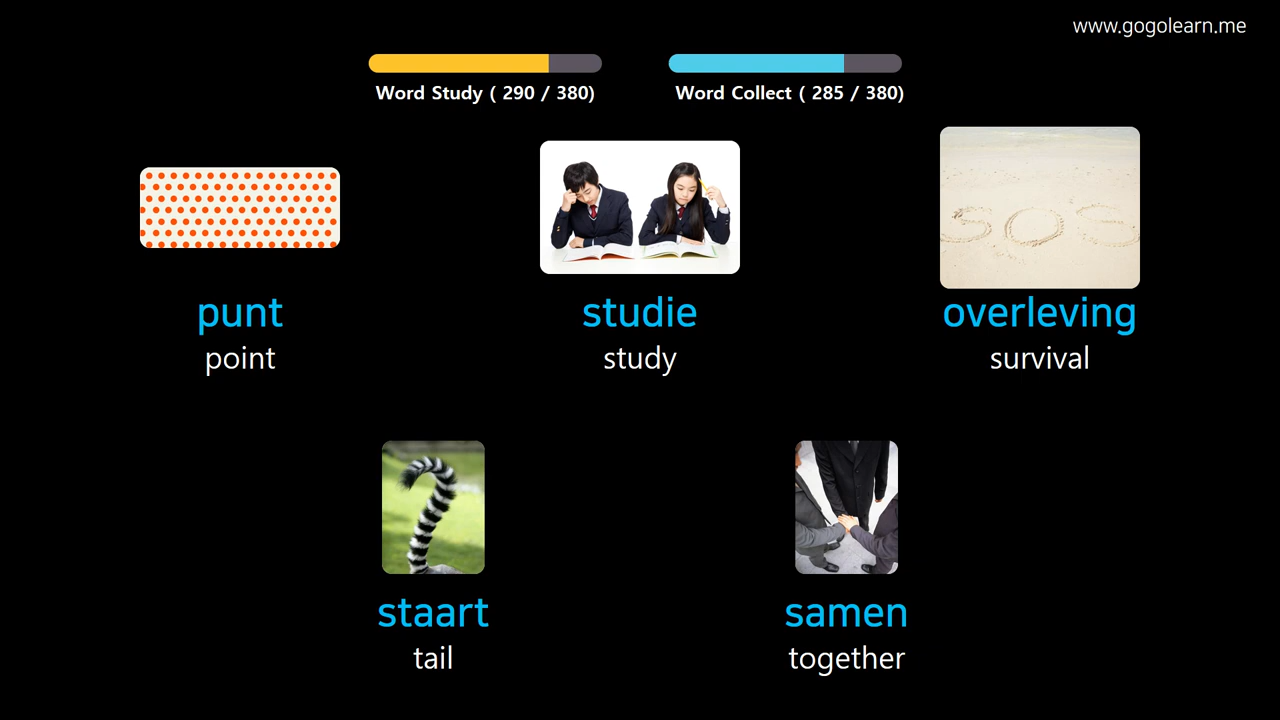 www.gogolearn.me
Word Study ( 290 / 380)
Word Collect ( 285 / 380)
SOS
punt
point
studie
study
overleving
survival
staart
tail
samen
together